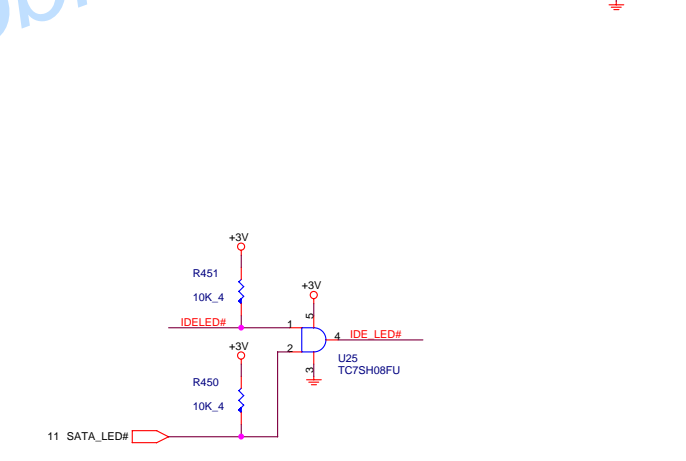 +3V
R451
10K_4
+3V
IDELED#
1
5
4
IDE_LED#
+3V
2
3
U25
TC7SH08FU
R450
10K_4
11 SATA_LED#